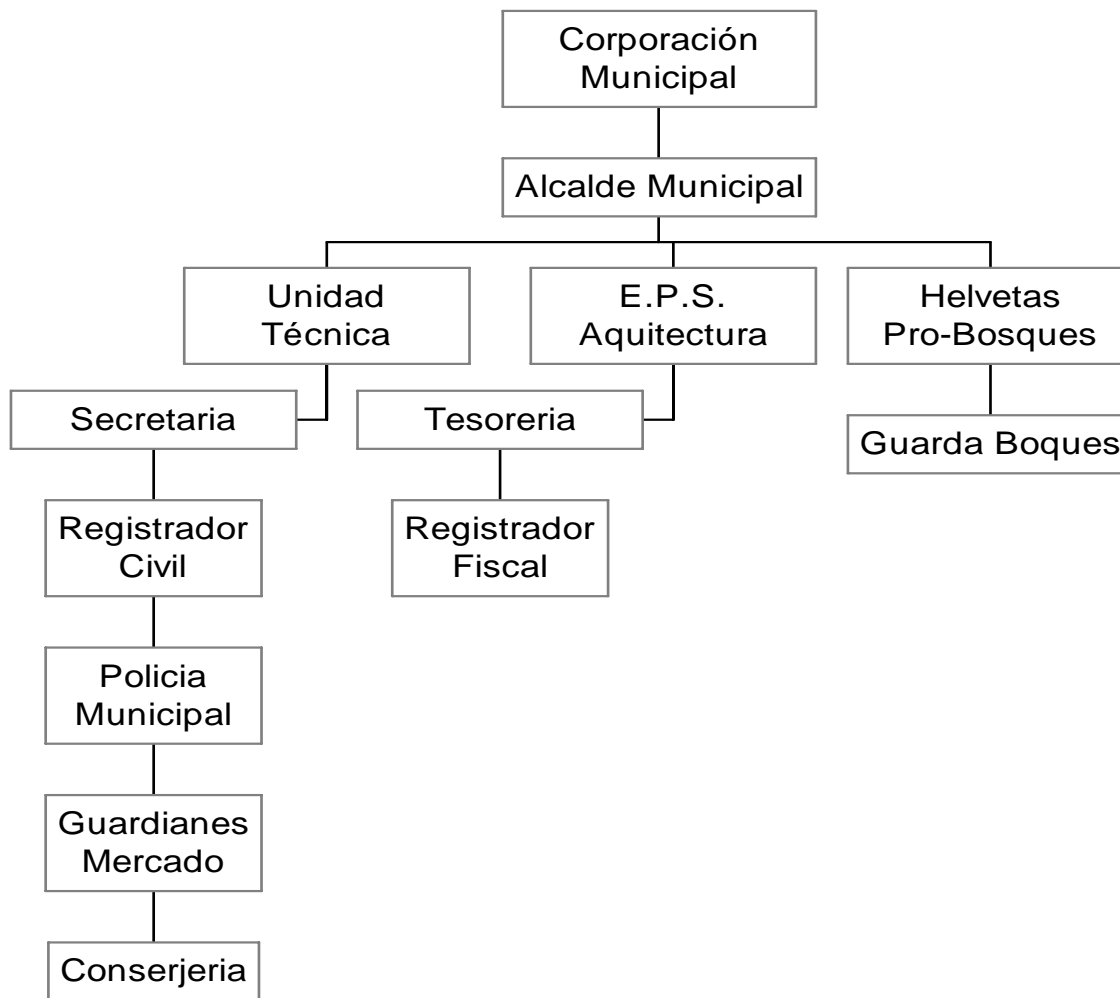 Corporación
Municipal
Alcalde Municipal
Unidad
Técnica
E.P.S.
Aquitectura
Helvetas
Pro-Bosques
Secretaria
Tesoreria
Guarda Boques
Registrador
Civil
Registrador
Fiscal
Policia
Municipal
Guardianes
Mercado
Conserjeria